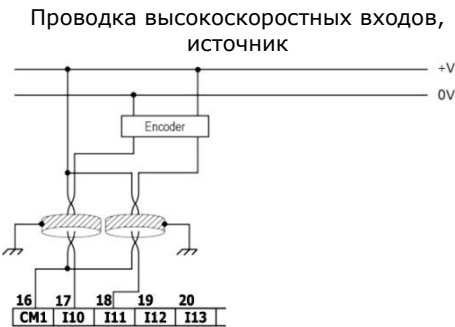 Проводка высокоскоростных входов,
источник
+V
0V
Encoder
16 17 18 19 20
CM1 I10 I11 I12 I13